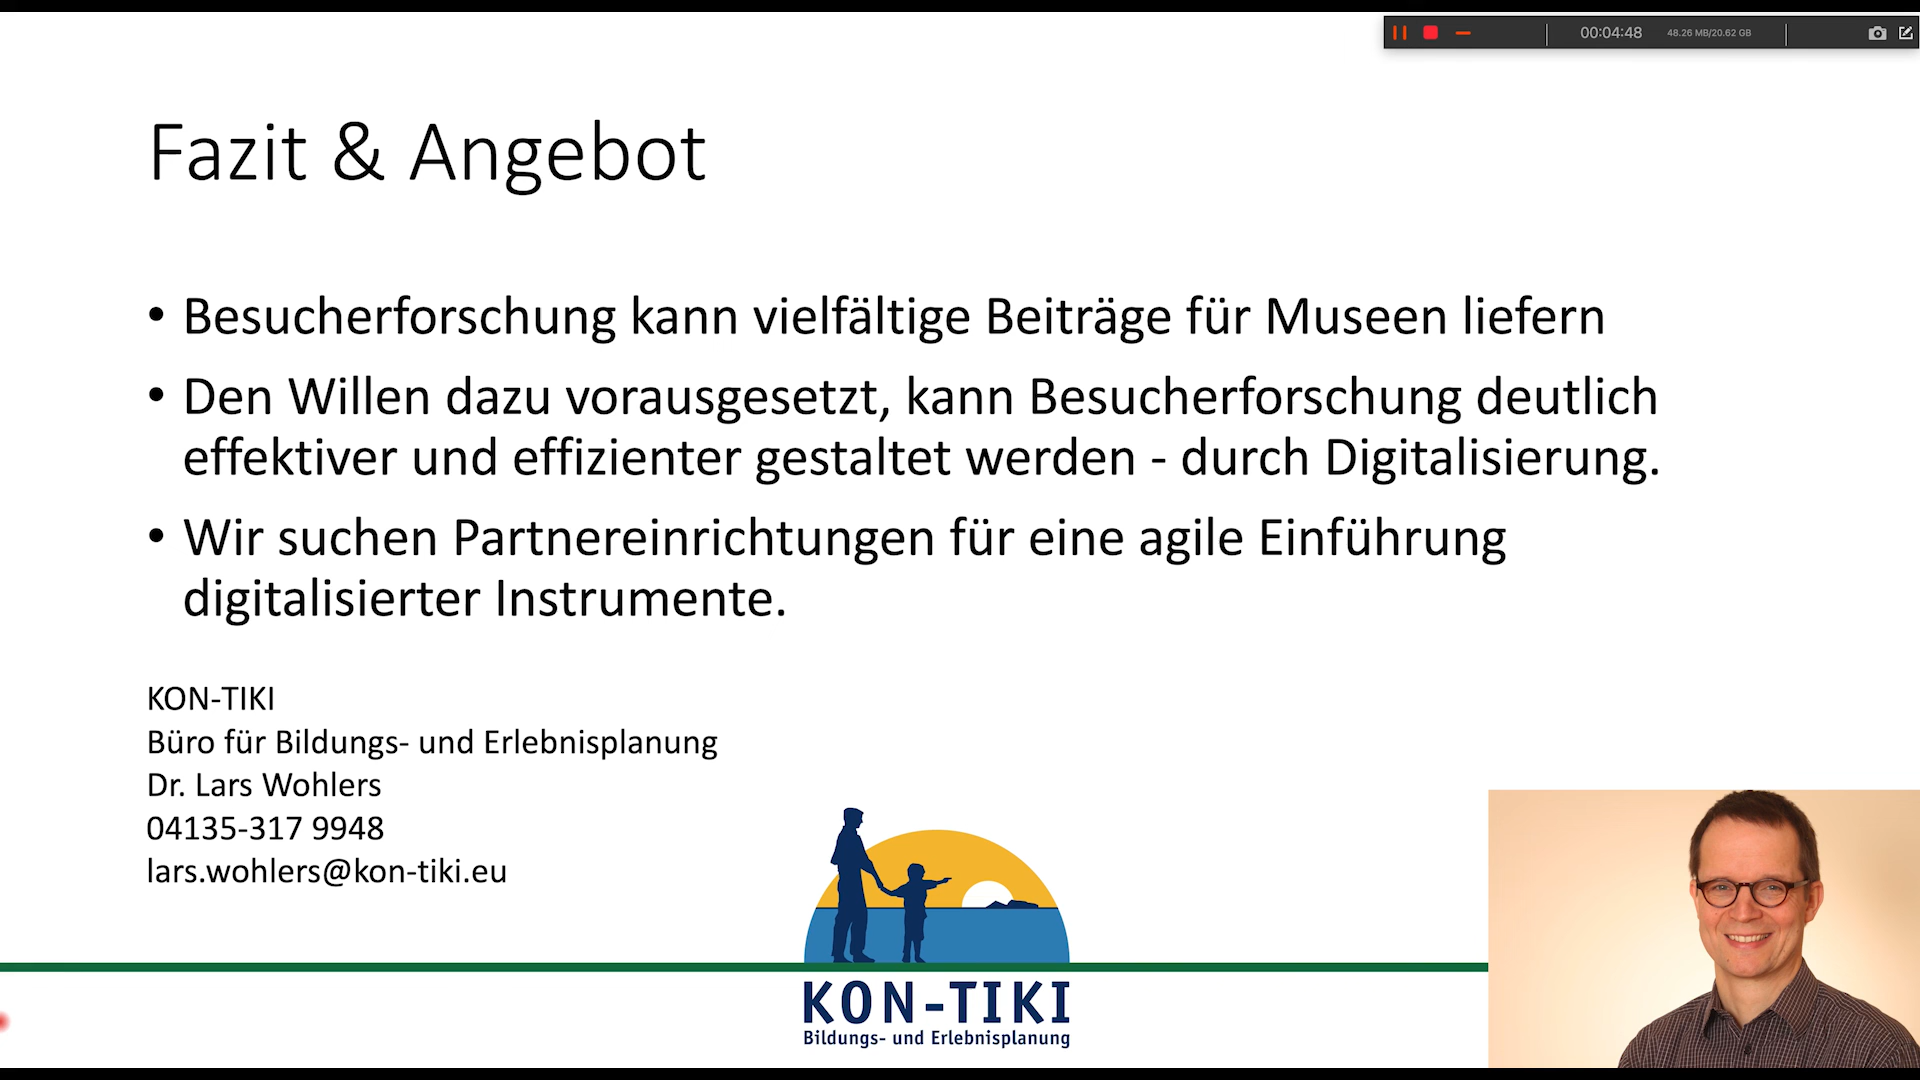 00:04:48 48.26 MB/20.62 GB
Fazit & Angebot
• Besucherforschung kann vielfältige Beiträge für Museen liefern
• Den Willen dazu vorausgesetzt, kann Besucherforschung deutlich
effektiver und effizienter gestaltet werden - durch Digitalisierung.
• Wir suchen Partnereinrichtungen für eine agile Einführung
digitalisierter Instrumente.
KON-TIKI
Büro für Bildungs- und Erlebnisplanung
Dr. Lars Wohlers
04135-317 9948
lars.wohlers@kon-tiki.eu
KON-TIKI
Bildungs- und Erlebnisplanung